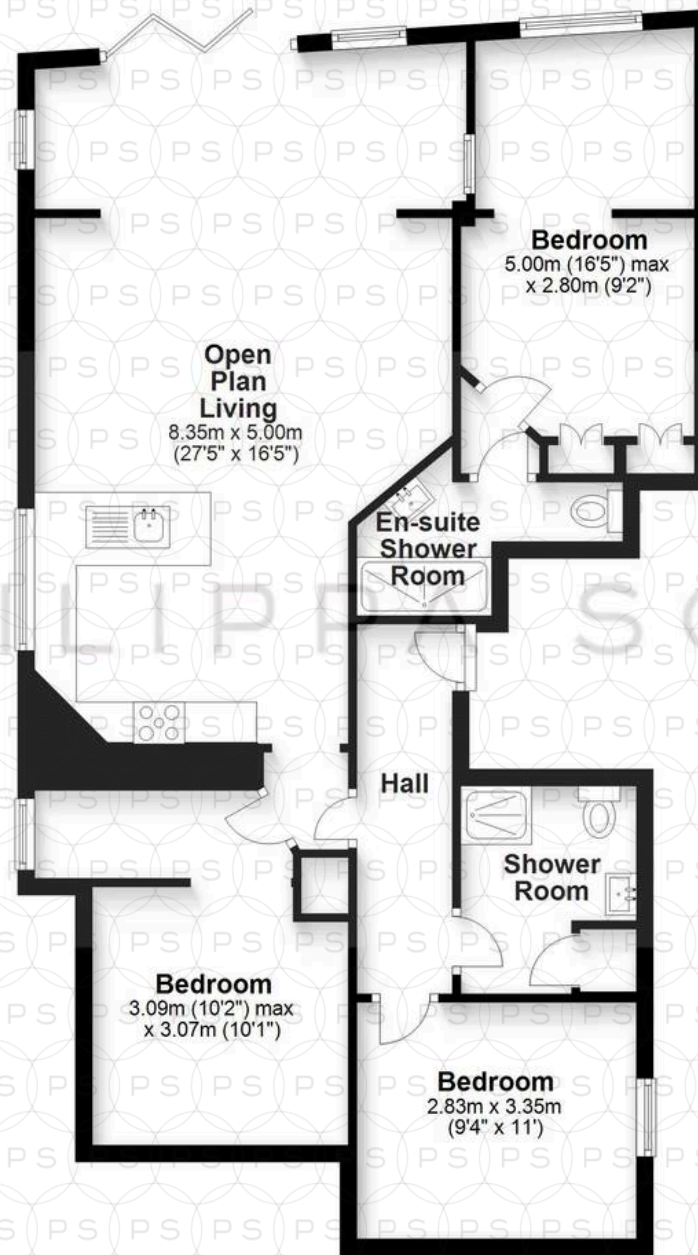 Bedroom
5.00m (16'5") max
x 2.80m (9'2")
Open
Plan
Living
8.35m x 5.00m
(27'5" x 16'5")
En-suite
Shower
Room
Hall
Shower
Room
Bedroom
3.09m (10'2") max
x 3.07m (10'1")
Bedroom
2.83m x 3.35m
(9'4" x 11')